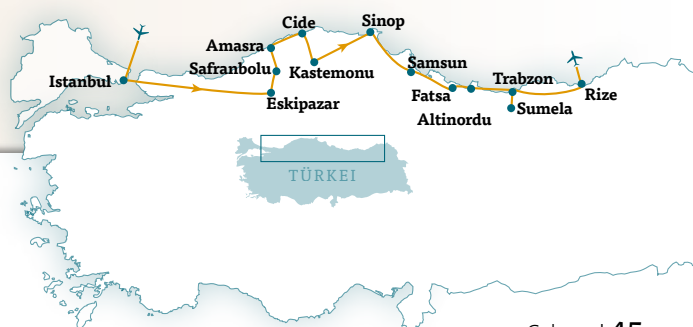 Cide
Sinop
Amasra
Safranbolu
Kastemonu
Istanbul
Eskipazar
Samsun
Fatsa
Altinordu
Trabzon
Sumela
Rize
TÜRKEI